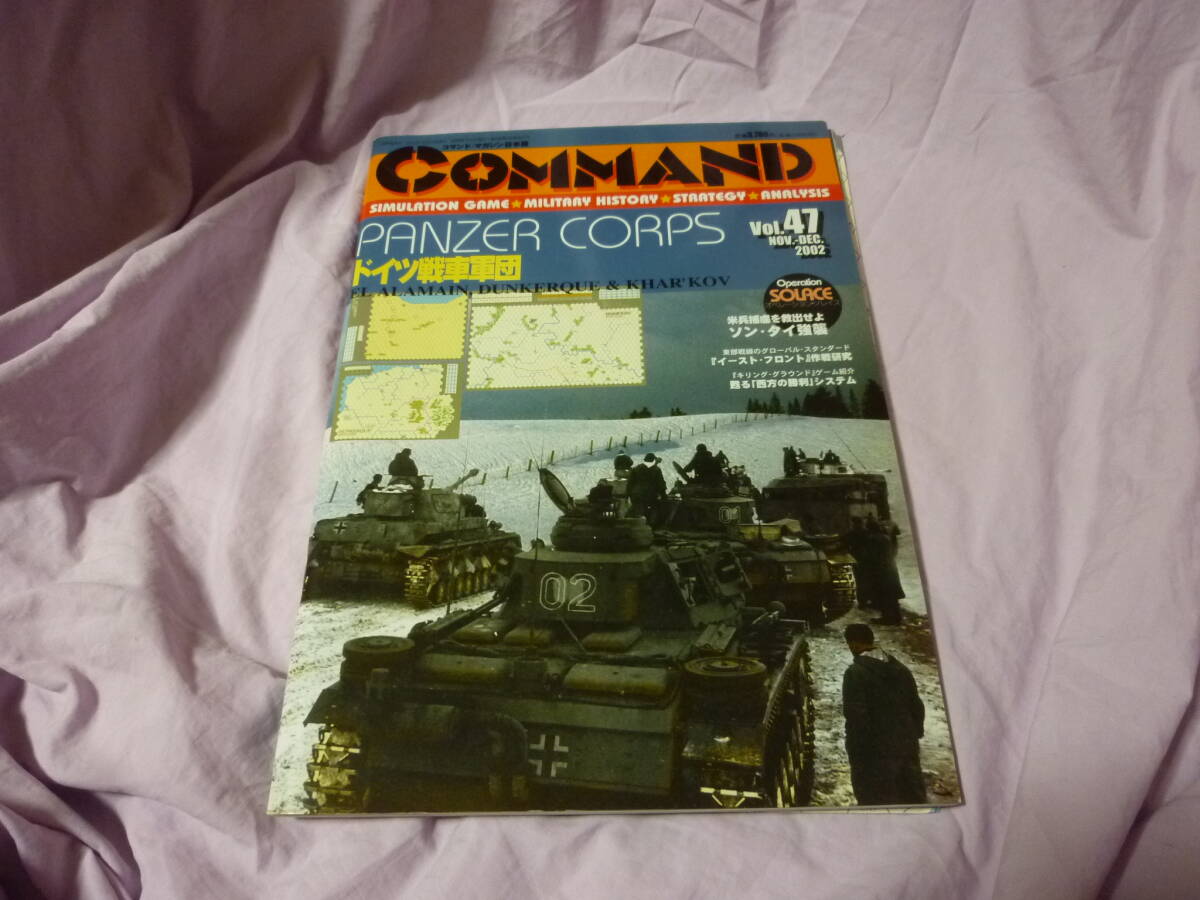 コマンド・マガジン日本版
COMMAND
SIMULATION GAME★MILITARY HISTORY★STRATEGY★ANALYSIS
PANZER CORPS
Vol.47
NOV.-DEC.
2002
ドイツ戦車軍団
EL ALAMAIN, DUNKERQUE & KHAR'KOV
Operation
SOLACE
米兵捕虜を救出せよ
ソン・タイ強襲
東部戦線のグローバル・スタンダード
『イースト・フロント』作戦研究
『キリング・グラウンド』ゲーム紹介
甦る「西方の勝利」システム
02